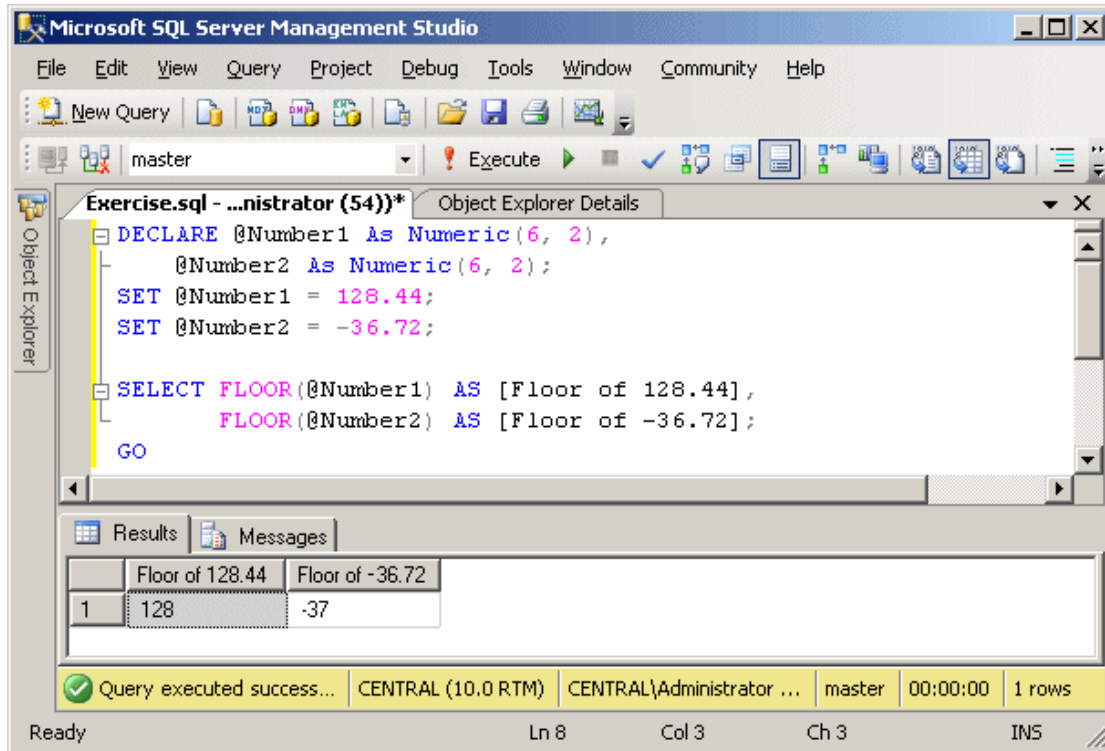 Microsoft SQL Server Management Studio
File Edit View Query Project Debug Tools Window Community Help
New Query
master Execute
Exercise.sql - ...nistrator (54))* Object Explorer Details
Object Explorer
DECLARE @Number1 As Numeric(6, 2),
@Number2 As Numeric(6, 2);
SET @Number1 = 128.44;
SET @Number2 = -36.72;
SELECT FLOOR(@Number1) AS [Floor of 128.44],
FLOOR(@Number2) AS [Floor of -36.72];
GO
Results Messages
Floor of 128.44 Floor of -36.72
1 128 -37
Query executed success... CENTRAL (10.0 RTM) CENTRAL\Administrator ... master 00:00:00 1 rows
Ready Ln 8 Col 3 Ch 3 INS